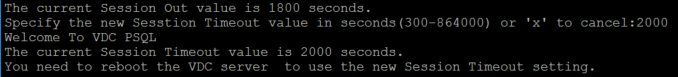 The current Session Out value is 1800 seconds.
Specify the new Sesstion Timeout value in seconds(300-864000) or 'x' to cancel:2000
Welcome To VDC PSQL
The current Session Timeout value is 2000 seconds.
You need to reboot the VDC server  to use the new Session Timeout setting.